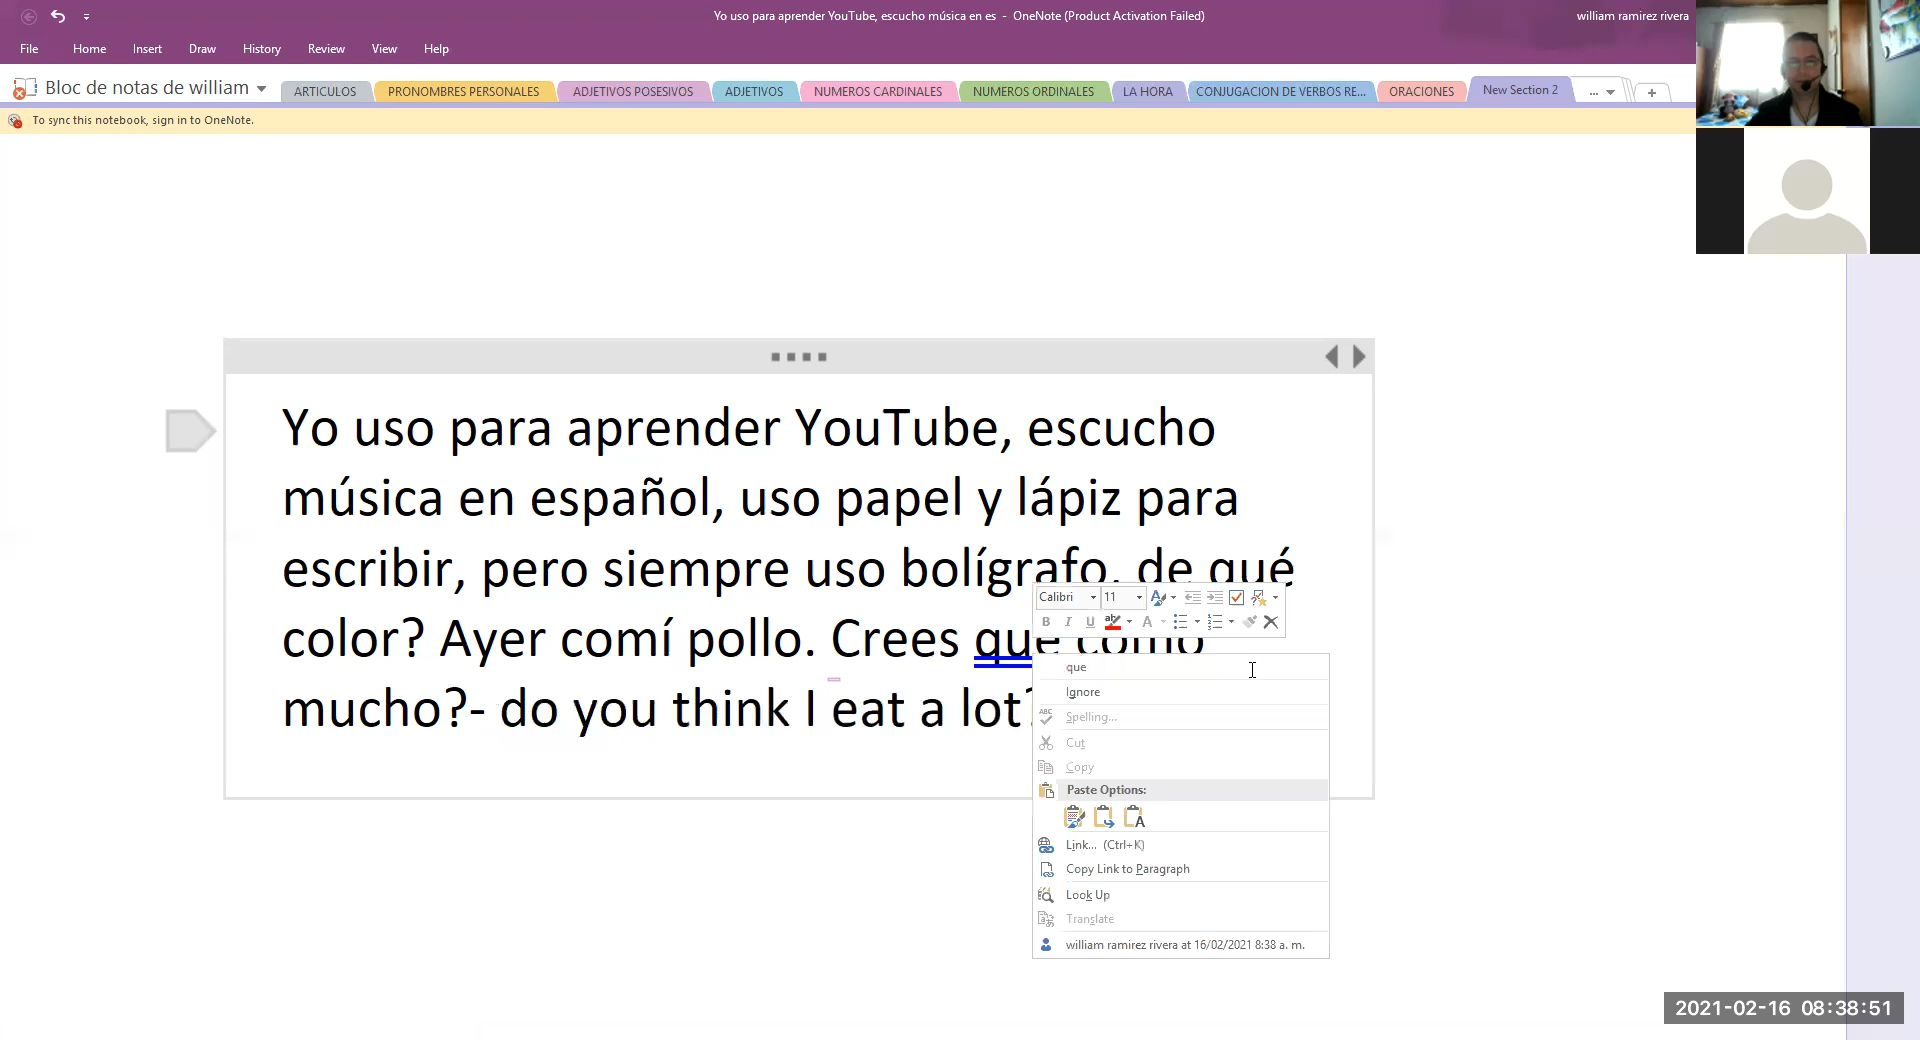 Yo uso para aprender YouTube, escucho música en es - OneNote (Product Activation Failed)
william ramirez rivera
File Home Insert Draw History Review View Help
Bloc de notas de william
ARTICULOS PRONOMBRES PERSONALES ADJETIVOS POSESIVOS ADJETIVOS NUMEROS CARDINALES NUMEROS ORDINALES LA HORA CONJUGACION DE VERBOS RE... ORACIONES New Section 2 ... +
To sync this notebook, sign in to OneNote.
Yo uso para aprender YouTube, escucho
música en español, uso papel y lápiz para
escribir, pero siempre uso bolígrafo. de qué
color? Ayer comí pollo. Crees que como
mucho?- do you think I eat a lot?
Calibri 11
B I U A
que
Ignore
Spelling...
Cut
Copy
Paste Options:
Link... (Ctrl+K)
Copy Link to Paragraph
Look Up
Translate
william ramirez rivera at 16/02/2021 8:38 a. m.
2021-02-16 08:38:51